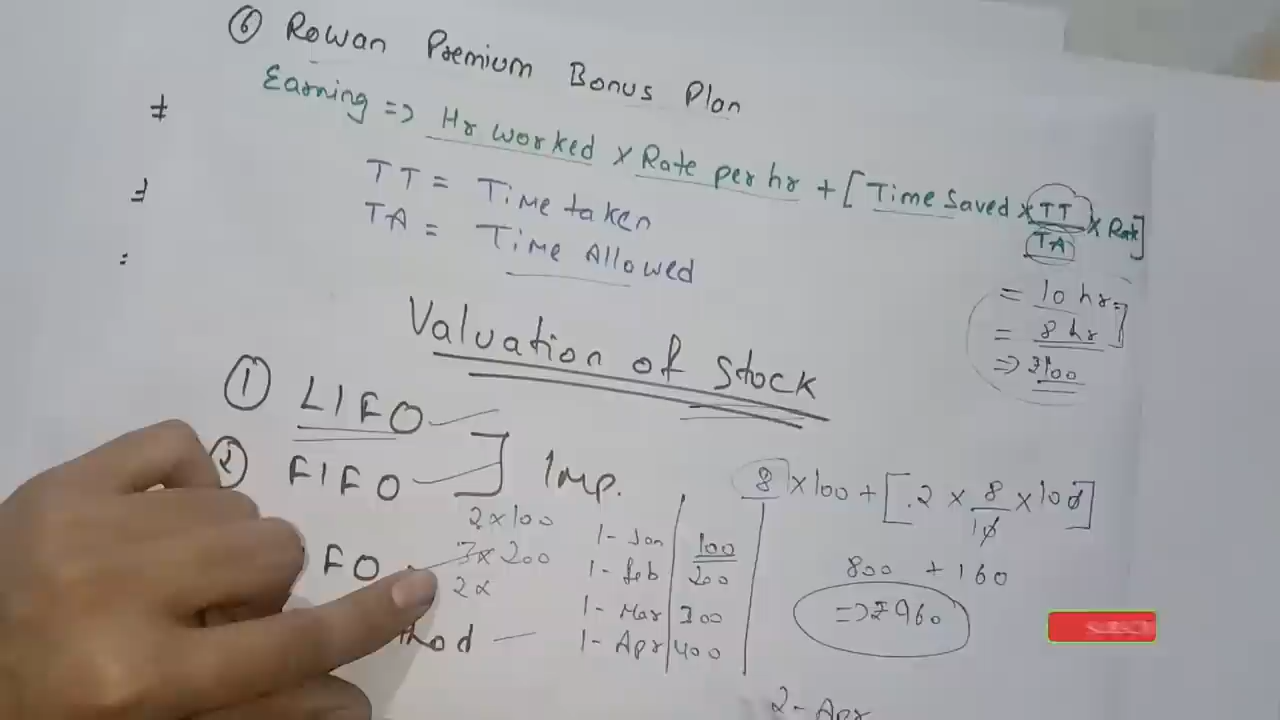 ⑥ Rowan Premium Bonus Plan
Earning => Hr worked × Rate per hr + [Time Saved × TT/TA × Rate]
TT = Time taken
TA = Time Allowed
= 10 hr
= 8 hr
=> ₹100
Valuation of Stock
① LIFO
② FIFO
Imp.
FO
2×100
3×200
2×
1-Jan 100
1-feb 200
1-Mar 300
1-Apr 400
2-Apr
8 × 100 + [2 × 8/10 × 100]
800 + 160
=> ₹960